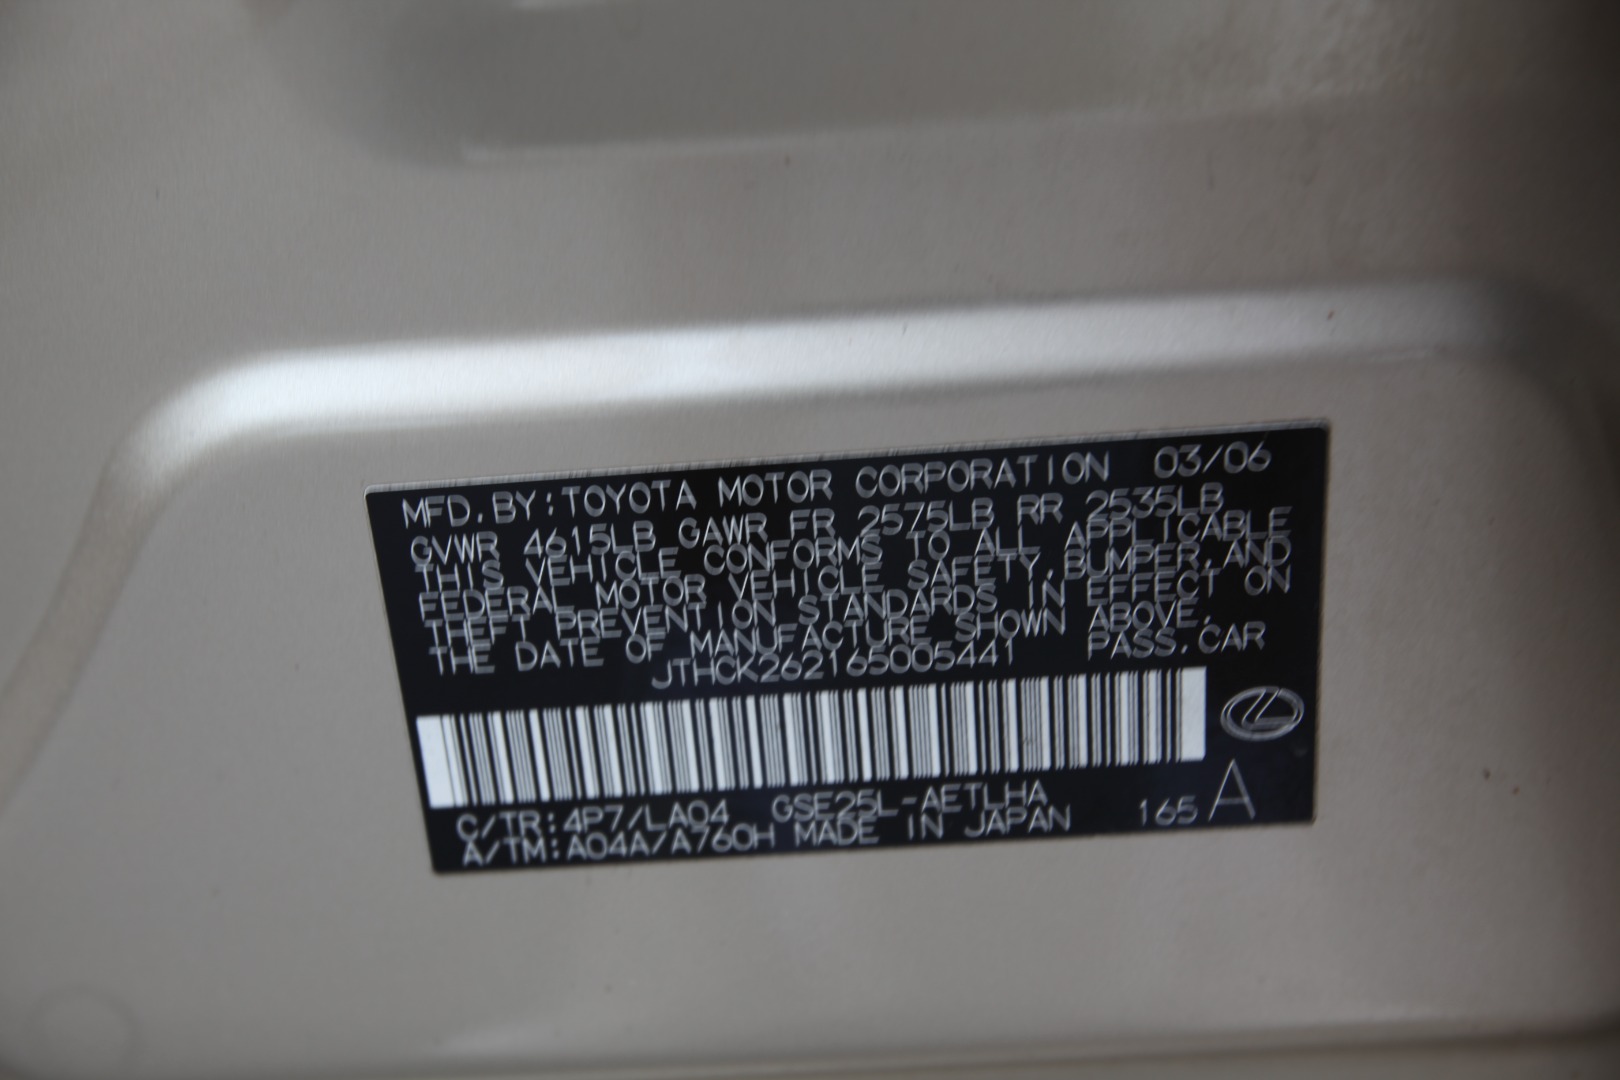 MFD. BY: TOYOTA MOTOR CORPORATION 03/06
GVWR 4615LB GAWR FR 2575LB RR 2535LB
THIS VEHICLE CONFORMS TO ALL APPLICABLE
FEDERAL MOTOR VEHICLE SAFETY, BUMPER, AND
THEFT PREVENTION STANDARDS IN EFFECT ON
THE DATE OF MANUFACTURE SHOWN ABOVE.
JTHCK262165005441 PASS. CAR
C/TR: 4P7/LA04 GSE25L-AETLHA
A/TM: A04A/A760H MADE IN JAPAN 165 A